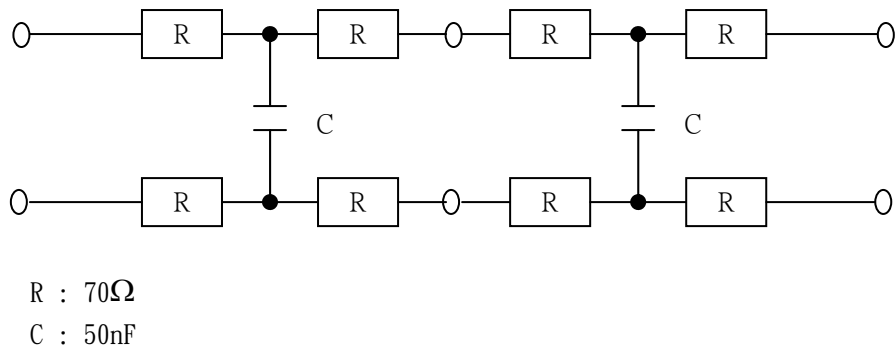 R R R R
C C
R R R R
R : 70Ω
C : 50nF